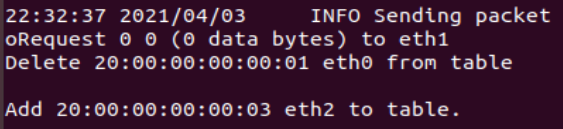 22:32:37 2021/04/03     INFO Sending packet
oRequest 0 0 (0 data bytes) to eth1
Delete 20:00:00:00:00:01 eth0 from table

Add 20:00:00:00:00:03 eth2 to table.